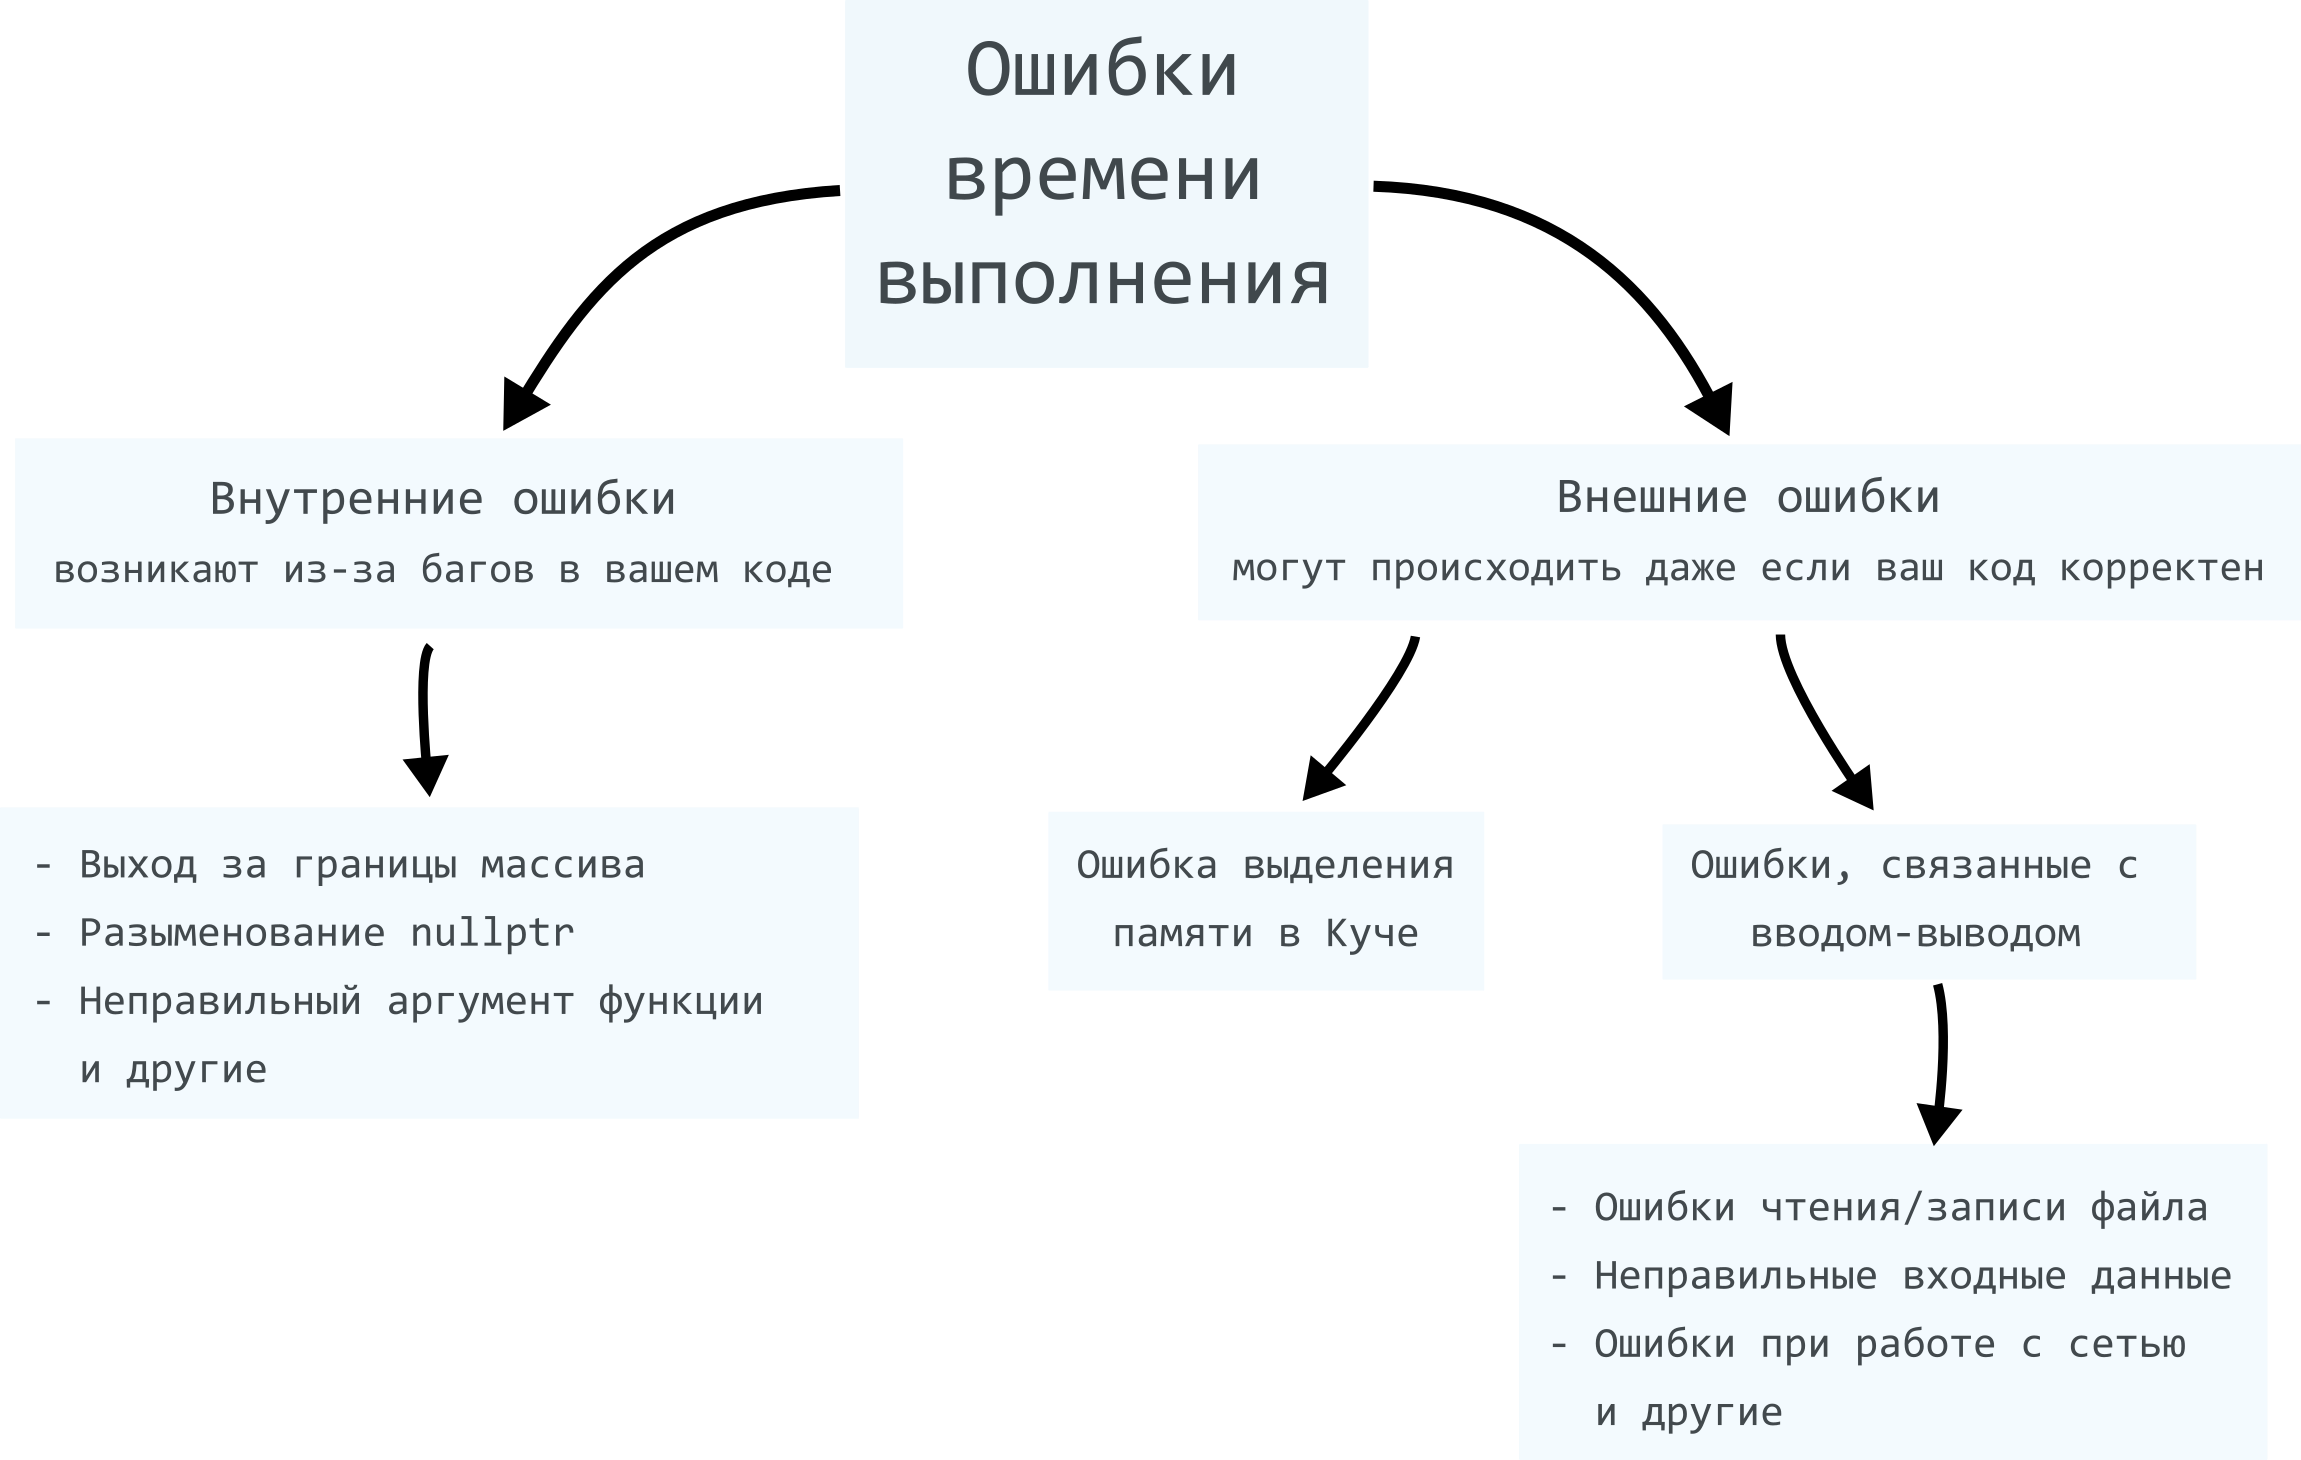 Ошибки
времени
выполнения
Внутренние ошибки
возникают из-за багов в вашем коде
Внешние ошибки
могут происходить даже если ваш код корректен
- Выход за границы массива
- Разыменование nullptr
- Неправильный аргумент функции
и другие
Ошибка выделения
памяти в Куче
Ошибки, связанные с
вводом-выводом
- Ошибки чтения/записи файла
- Неправильные входные данные
- Ошибки при работе с сетью
и другие